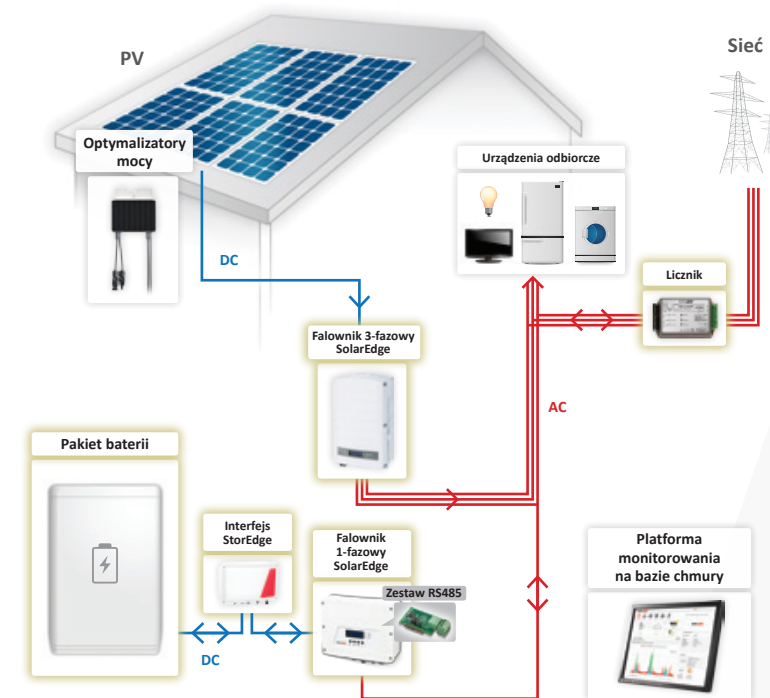 PV
Sieć
Optymalizatory
mocy
Urządzenia odbiorcze
DC
Licznik
Falownik 3-fazowy
SolarEdge
AC
Pakiet baterii
Interfejs
StorEdge
Falownik
1-fazowy
SolarEdge
Zestaw RS485
DC
Platforma
monitorowania
na bazie chmury